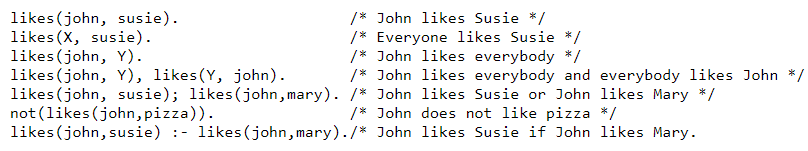 likes(john, susie).                   /* John likes Susie */
likes(X, susie).                      /* Everyone likes Susie */
likes(john, Y).                       /* John likes everybody */
likes(john, Y), likes(Y, john).       /* John likes everybody and everybody likes John */
likes(john, susie); likes(john,mary). /* John likes Susie or John likes Mary */
not(likes(john,pizza)).               /* John does not like pizza */
likes(john,susie) :- likes(john,mary)./* John likes Susie if John likes Mary.